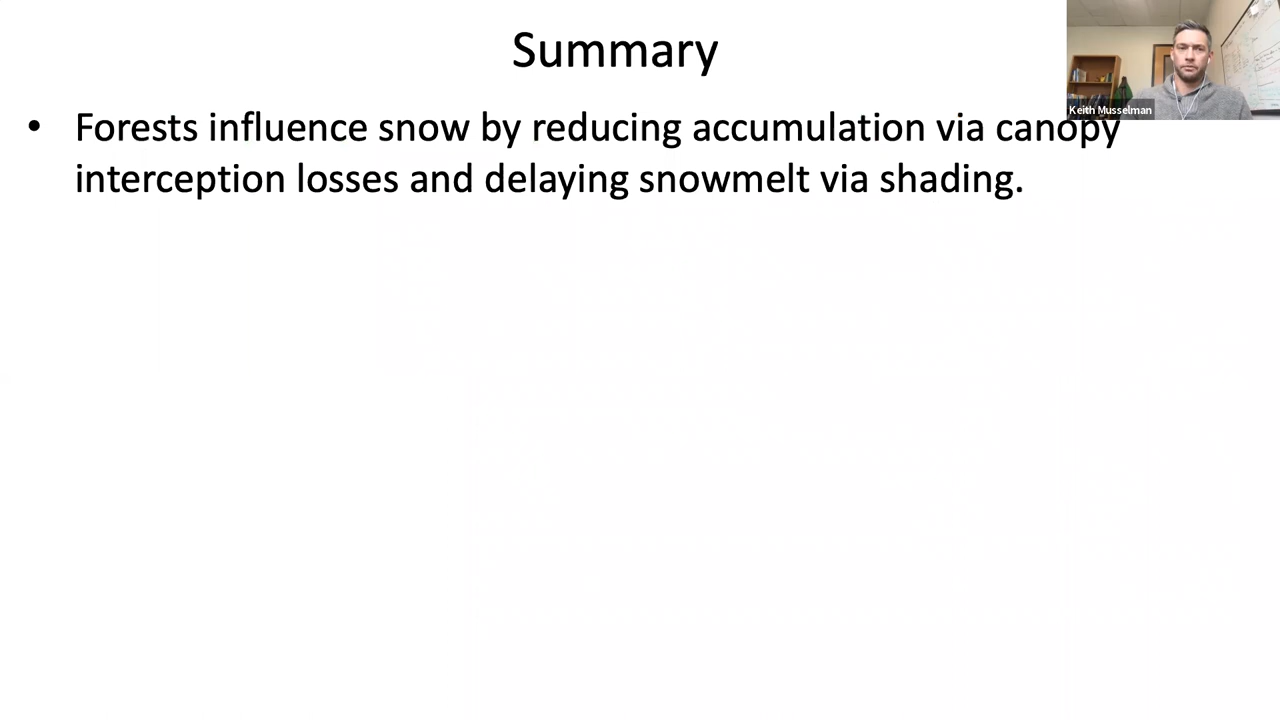 Summary
Keith Musselman
• Forests influence snow by reducing accumulation via canopy
interception losses and delaying snowmelt via shading.